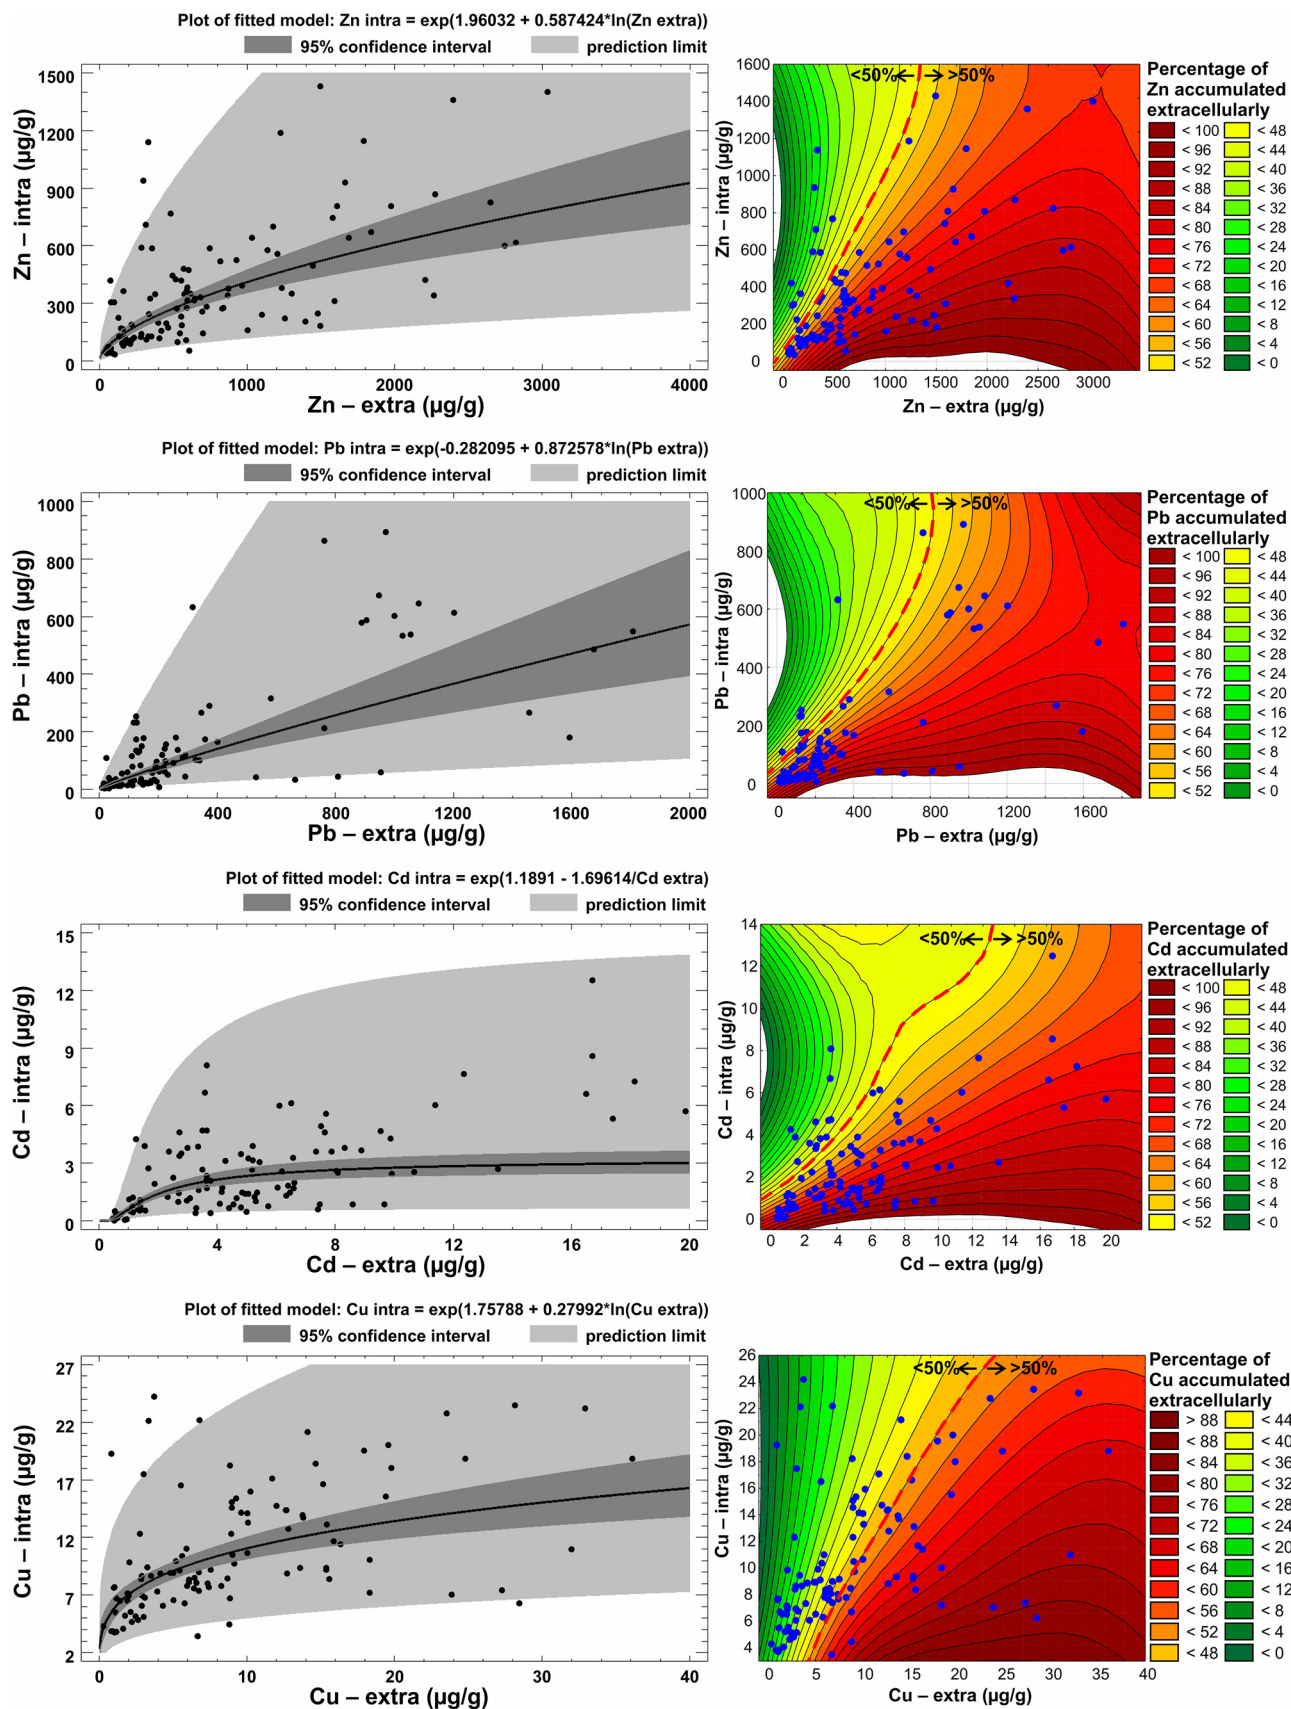 Plot of fitted model: Zn intra = exp(1.96032 + 0.587424*ln(Zn extra))
95% confidence interval prediction limit
1500
1200
900
600
300
0
Zn – intra (µg/g)
0 1000 2000 3000 4000
Zn – extra (µg/g)
<50% >50%
1600
1400
1200
1000
800
600
400
200
0
Zn – intra (µg/g)
0 500 1000 1500 2000 2500 3000
Zn – extra (µg/g)
Percentage of
Zn accumulated
extracellularly
< 100 < 48
< 96 < 44
< 92 < 40
< 88 < 36
< 84 < 32
< 80 < 28
< 76 < 24
< 72 < 20
< 68 < 16
< 64 < 12
< 60 < 8
< 56 < 4
< 52 < 0
Plot of fitted model: Pb intra = exp(-0.282095 + 0.872578*ln(Pb extra))
95% confidence interval prediction limit
1000
800
600
400
200
0
Pb – intra (µg/g)
0 400 800 1200 1600 2000
Pb – extra (µg/g)
<50% >50%
1000
800
600
400
200
0
Pb – intra (µg/g)
0 400 800 1200 1600
Pb – extra (µg/g)
Percentage of
Pb accumulated
extracellularly
< 100 < 48
< 96 < 44
< 92 < 40
< 88 < 36
< 84 < 32
< 80 < 28
< 76 < 24
< 72 < 20
< 68 < 16
< 64 < 12
< 60 < 8
< 56 < 4
< 52 < 0
Plot of fitted model: Cd intra = exp(1.1891 - 1.69614/Cd extra)
95% confidence interval prediction limit
15
12
9
6
3
0
Cd – intra (µg/g)
0 4 8 12 16 20
Cd – extra (µg/g)
<50% >50%
14
12
10
8
6
4
2
0
Cd – intra (µg/g)
0 2 4 6 8 10 12 14 16 18 20
Cd – extra (µg/g)
Percentage of
Cd accumulated
extracellularly
< 100 < 48
< 96 < 44
< 92 < 40
< 88 < 36
< 84 < 32
< 80 < 28
< 76 < 24
< 72 < 20
< 68 < 16
< 64 < 12
< 60 < 8
< 56 < 4
< 52 < 0
Plot of fitted model: Cu intra = exp(1.75788 + 0.27992*ln(Cu extra))
95% confidence interval prediction limit
27
22
17
12
7
2
Cu – intra (µg/g)
0 10 20 30 40
Cu – extra (µg/g)
<50% >50%
26
24
22
20
18
16
14
12
10
8
6
4
Cu – intra (µg/g)
0 5 10 15 20 25 30 35 40
Cu – extra (µg/g)
Percentage of
Cu accumulated
extracellularly
> 88 < 44
< 88 < 40
< 84 < 36
< 80 < 32
< 76 < 28
< 72 < 24
< 68 < 20
< 64 < 16
< 60 < 12
< 56 < 8
< 52 < 4
< 48 < 0